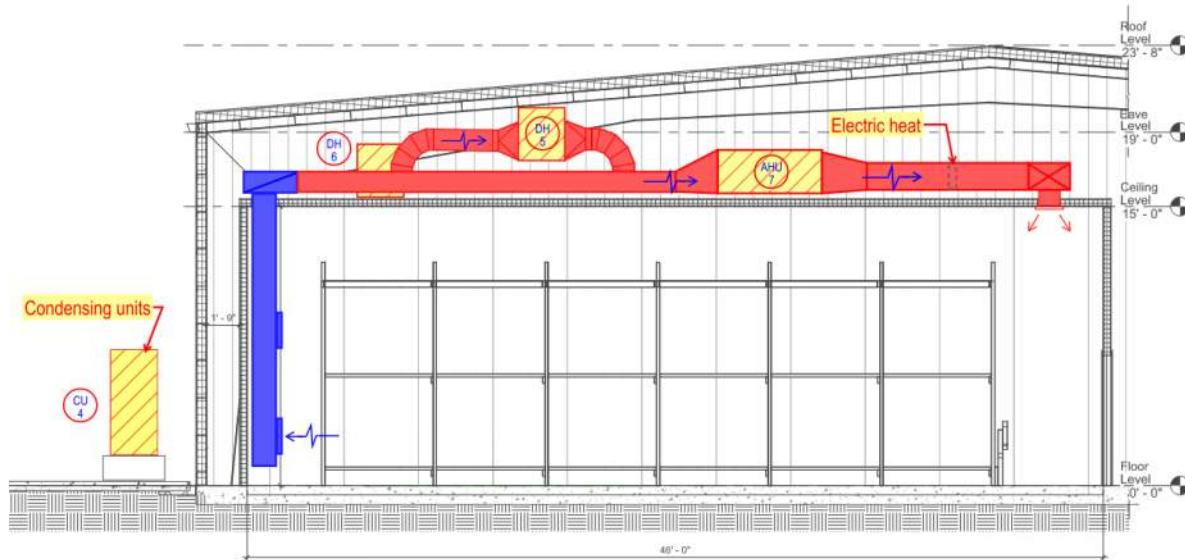 Roof
Level
23' - 8"
Eave
Level
19' - 0"
Electric heat
DH
5
DH
6
AHU
7
Ceiling
Level
15' - 0"
Condensing units
1' - 9"
CU
4
Floor
Level
0' - 0"
46' - 0"